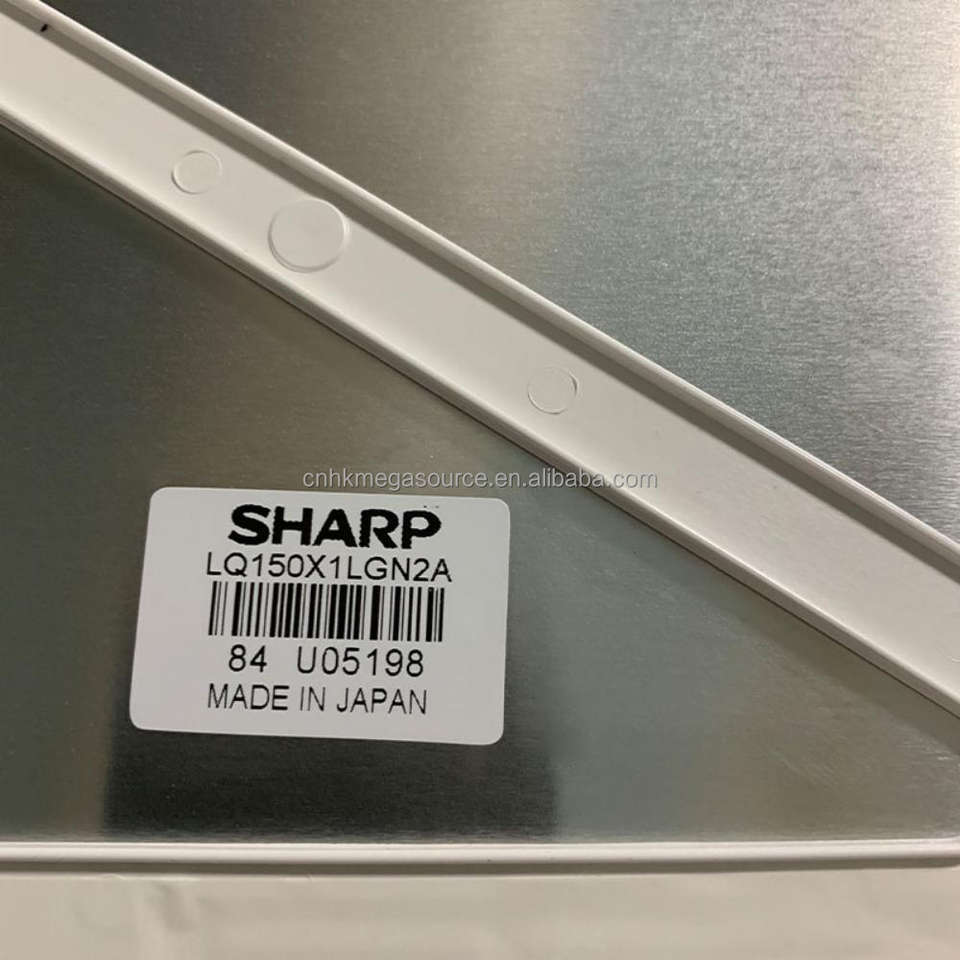 cnhkmegasource.en.alibaba.com
SHARP
LQ150X1LGN2A
84 U05198
MADE IN JAPAN